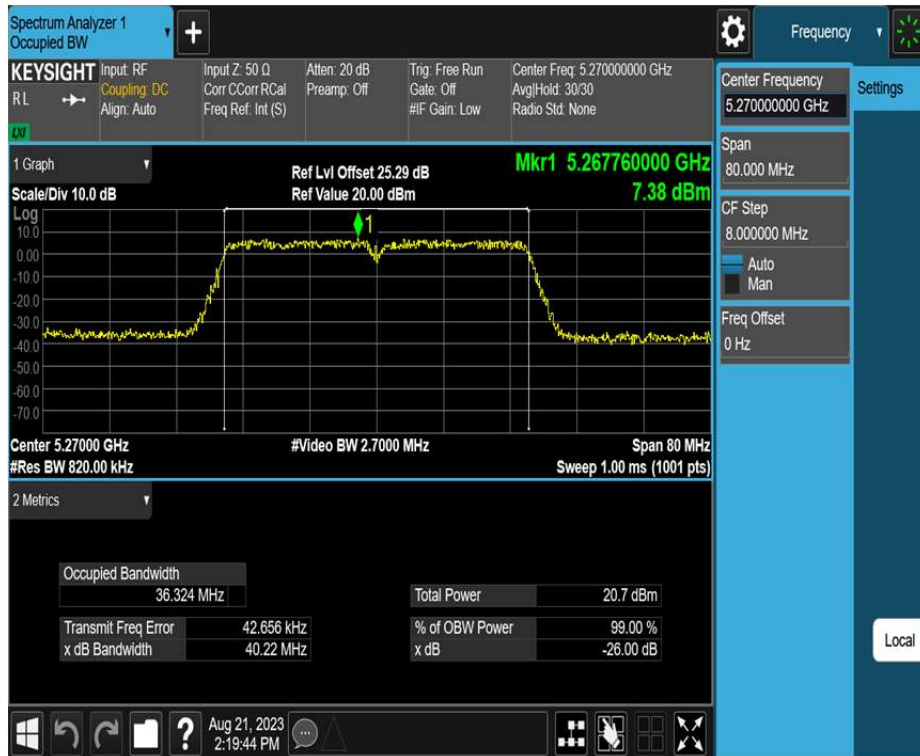 Spectrum Analyzer 1
Occupied BW
+
Frequency
KEYSIGHT
R L
LXI
Input: RF
Coupling: DC
Align: Auto
Input Z: 50 Ω
Corr CCorr RCal
Freq Ref: Int (S)
Atten: 20 dB
Preamp: Off
Trig: Free Run
Gate: Off
#IF Gain: Low
Center Freq: 5.270000000 GHz
Avg|Hold: 30/30
Radio Std: None
Center Frequency
5.270000000 GHz
Settings
Span
80.000 MHz
CF Step
8.000000 MHz
Auto
Man
Freq Offset
0 Hz
1 Graph
Scale/Div 10.0 dB
Ref Lvl Offset 25.29 dB
Ref Value 20.00 dBm
Mkr1 5.267760000 GHz
7.38 dBm
Log
10.0
0.00
-10.0
-20.0
-30.0
-40.0
-50.0
-60.0
-70.0
1
Center 5.27000 GHz
#Video BW 2.7000 MHz
Span 80 MHz
#Res BW 820.00 kHz
Sweep 1.00 ms (1001 pts)
2 Metrics
Occupied Bandwidth
36.324 MHz
Total Power 20.7 dBm
Transmit Freq Error 42.656 kHz
% of OBW Power 99.00 %
x dB Bandwidth 40.22 MHz
x dB -26.00 dB
Local
?
Aug 21, 2023
2:19:44 PM